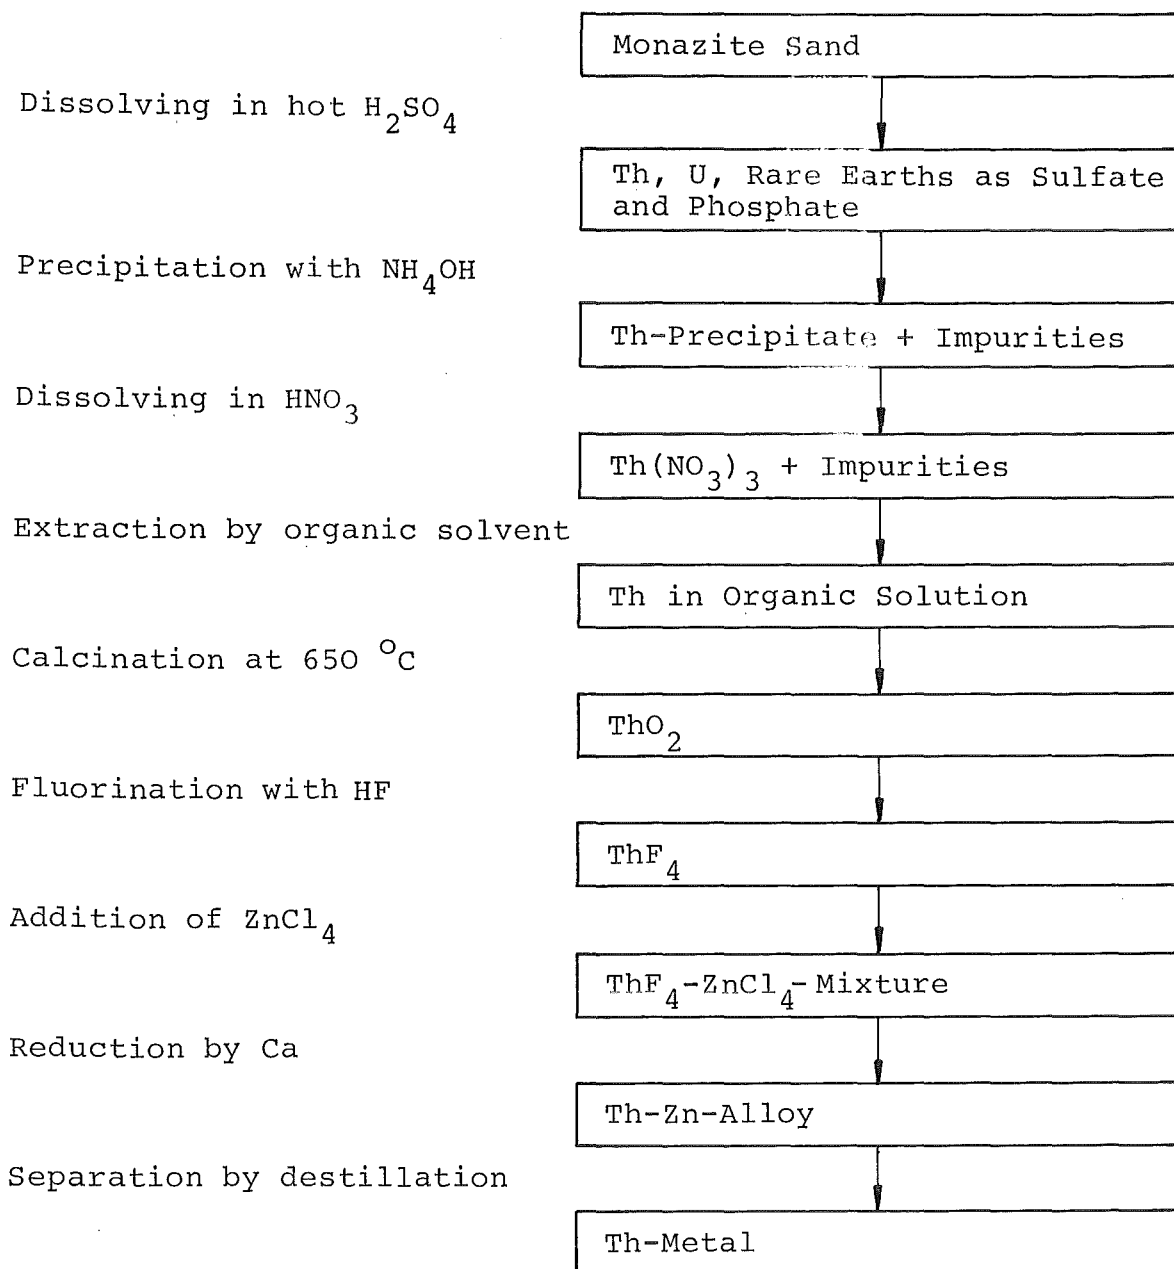 Monazite Sand
Dissolving in hot H₂SO₄
Th, U, Rare Earths as Sulfate
and Phosphate
Precipitation with NH₄OH
Th-Precipitate + Impurities
Dissolving in HNO₃
Th(NO₃)₃ + Impurities
Extraction by organic solvent
Th in Organic Solution
Calcination at 650 °C
ThO₂
Fluorination with HF
ThF₄
Addition of ZnCl₄
ThF₄-ZnCl₄-Mixture
Reduction by Ca
Th-Zn-Alloy
Separation by destillation
Th-Metal